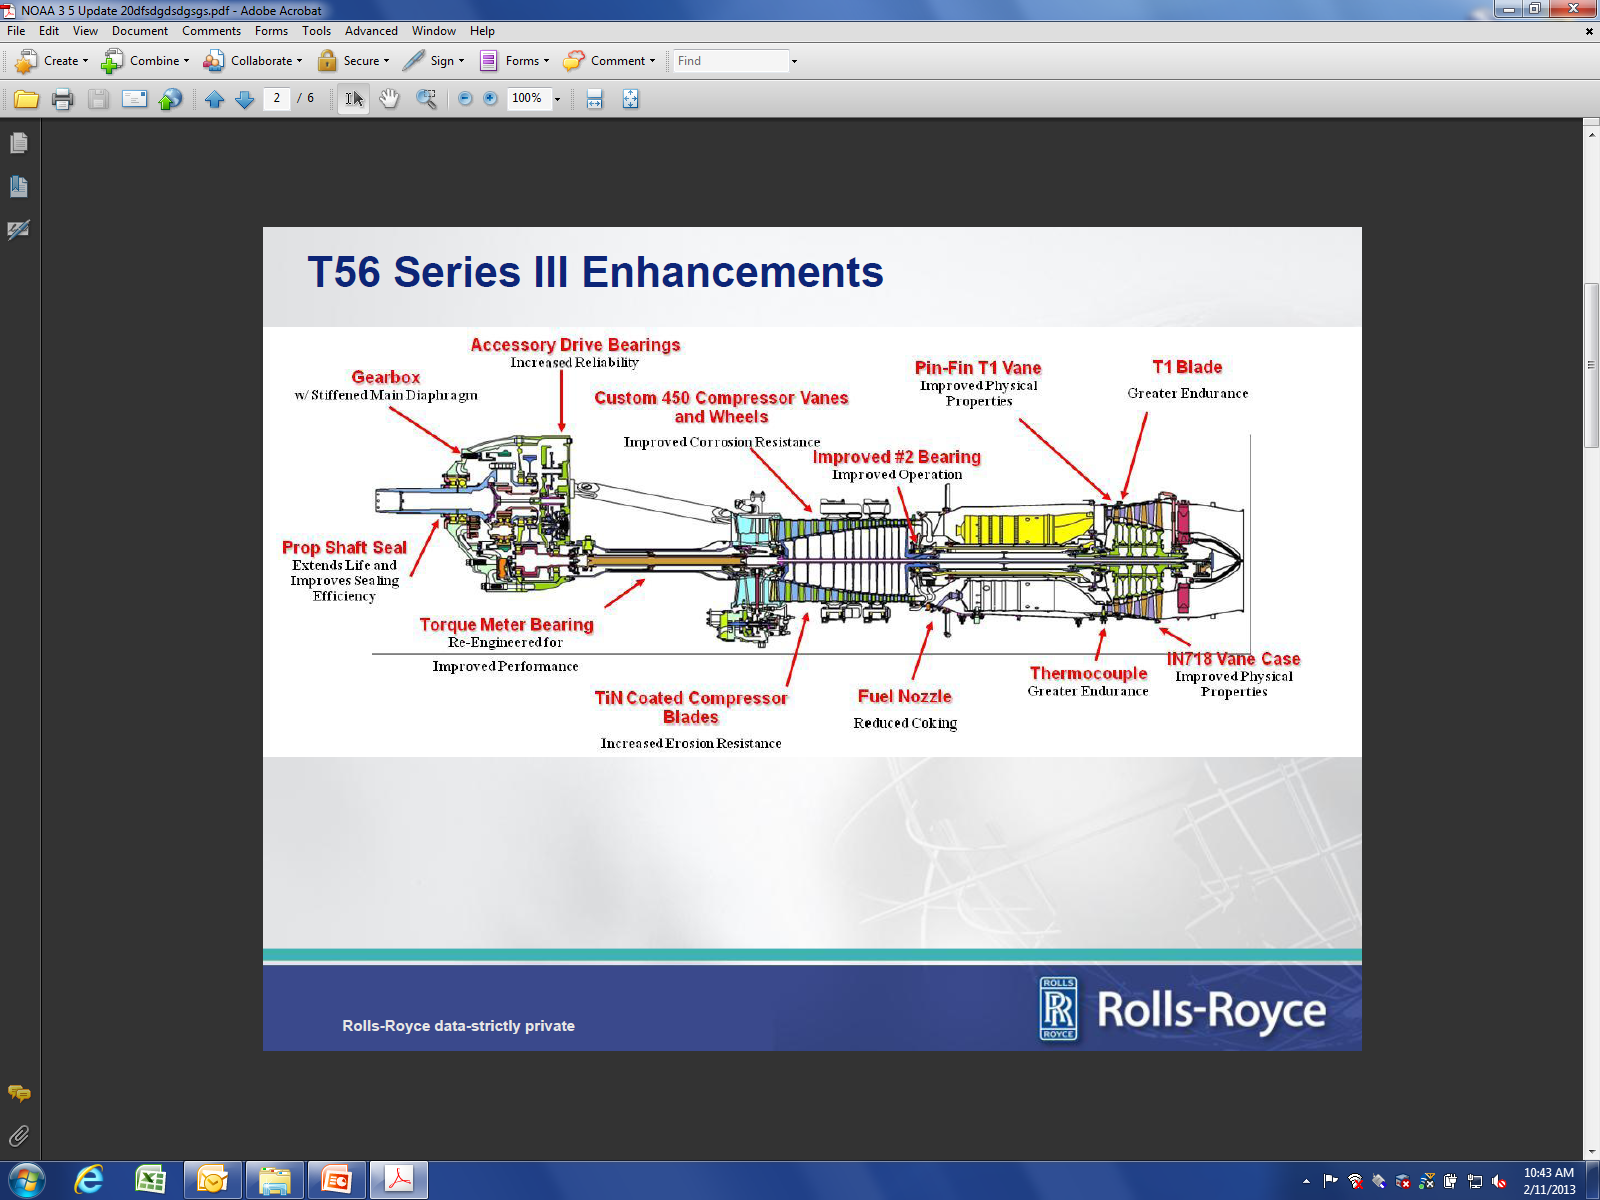 NOAA 3 5 Update 20dfsdgdsdgsgs.pdf - Adobe Acrobat
File Edit View Document Comments Forms Tools Advanced Window Help
Create Combine Collaborate Secure Sign Forms Comment Find
2 / 6 100%
T56 Series III Enhancements
Accessory Drive Bearings
Increased Reliability
Gearbox
w/ Stiffened Main Diaphragm
Custom 450 Compressor Vanes
and Wheels
Improved Corrosion Resistance
Improved #2 Bearing
Improved Operation
Pin-Fin T1 Vane
Improved Physical
Properties
T1 Blade
Greater Endurance
Prop Shaft Seal
Extends Life and
Improves Sealing
Efficiency
Torque Meter Bearing
Re-Engineered for
Improved Performance
TiN Coated Compressor
Blades
Increased Erosion Resistance
Fuel Nozzle
Reduced Coking
Thermocouple
Greater Endurance
IN718 Vane Case
Improved Physical
Properties
Rolls-Royce data-strictly private
ROLLS
RR
ROYCE
Rolls-Royce
10:43 AM
2/11/2013